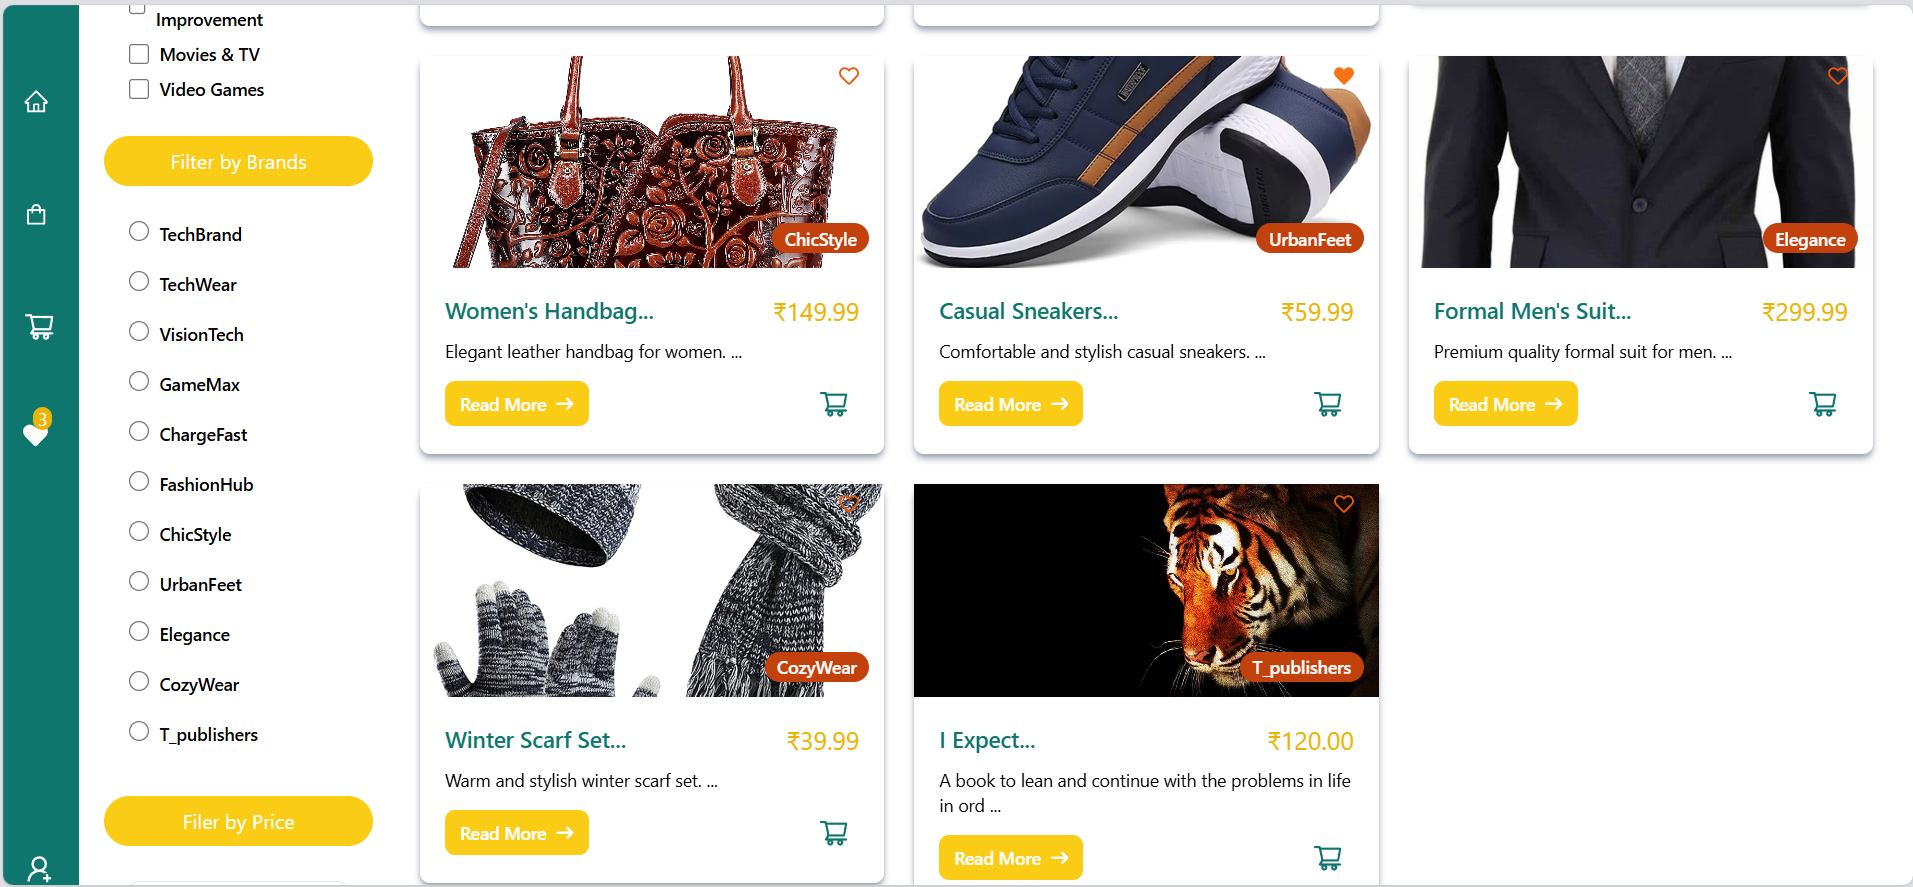 Improvement
Movies & TV
Video Games
Filter by Brands
TechBrand
TechWear
VisionTech
GameMax
ChargeFast
FashionHub
ChicStyle
UrbanFeet
Elegance
CozyWear
T_publishers
Filer by Price
3
ChicStyle
Women's Handbag...
₹149.99
Elegant leather handbag for women. ...
Read More
UrbanFeet
Casual Sneakers...
₹59.99
Comfortable and stylish casual sneakers. ...
Read More
Elegance
Formal Men's Suit...
₹299.99
Premium quality formal suit for men. ...
Read More
CozyWear
Winter Scarf Set...
₹39.99
Warm and stylish winter scarf set. ...
Read More
T_publishers
I Expect...
₹120.00
A book to lean and continue with the problems in life
in ord ...
Read More